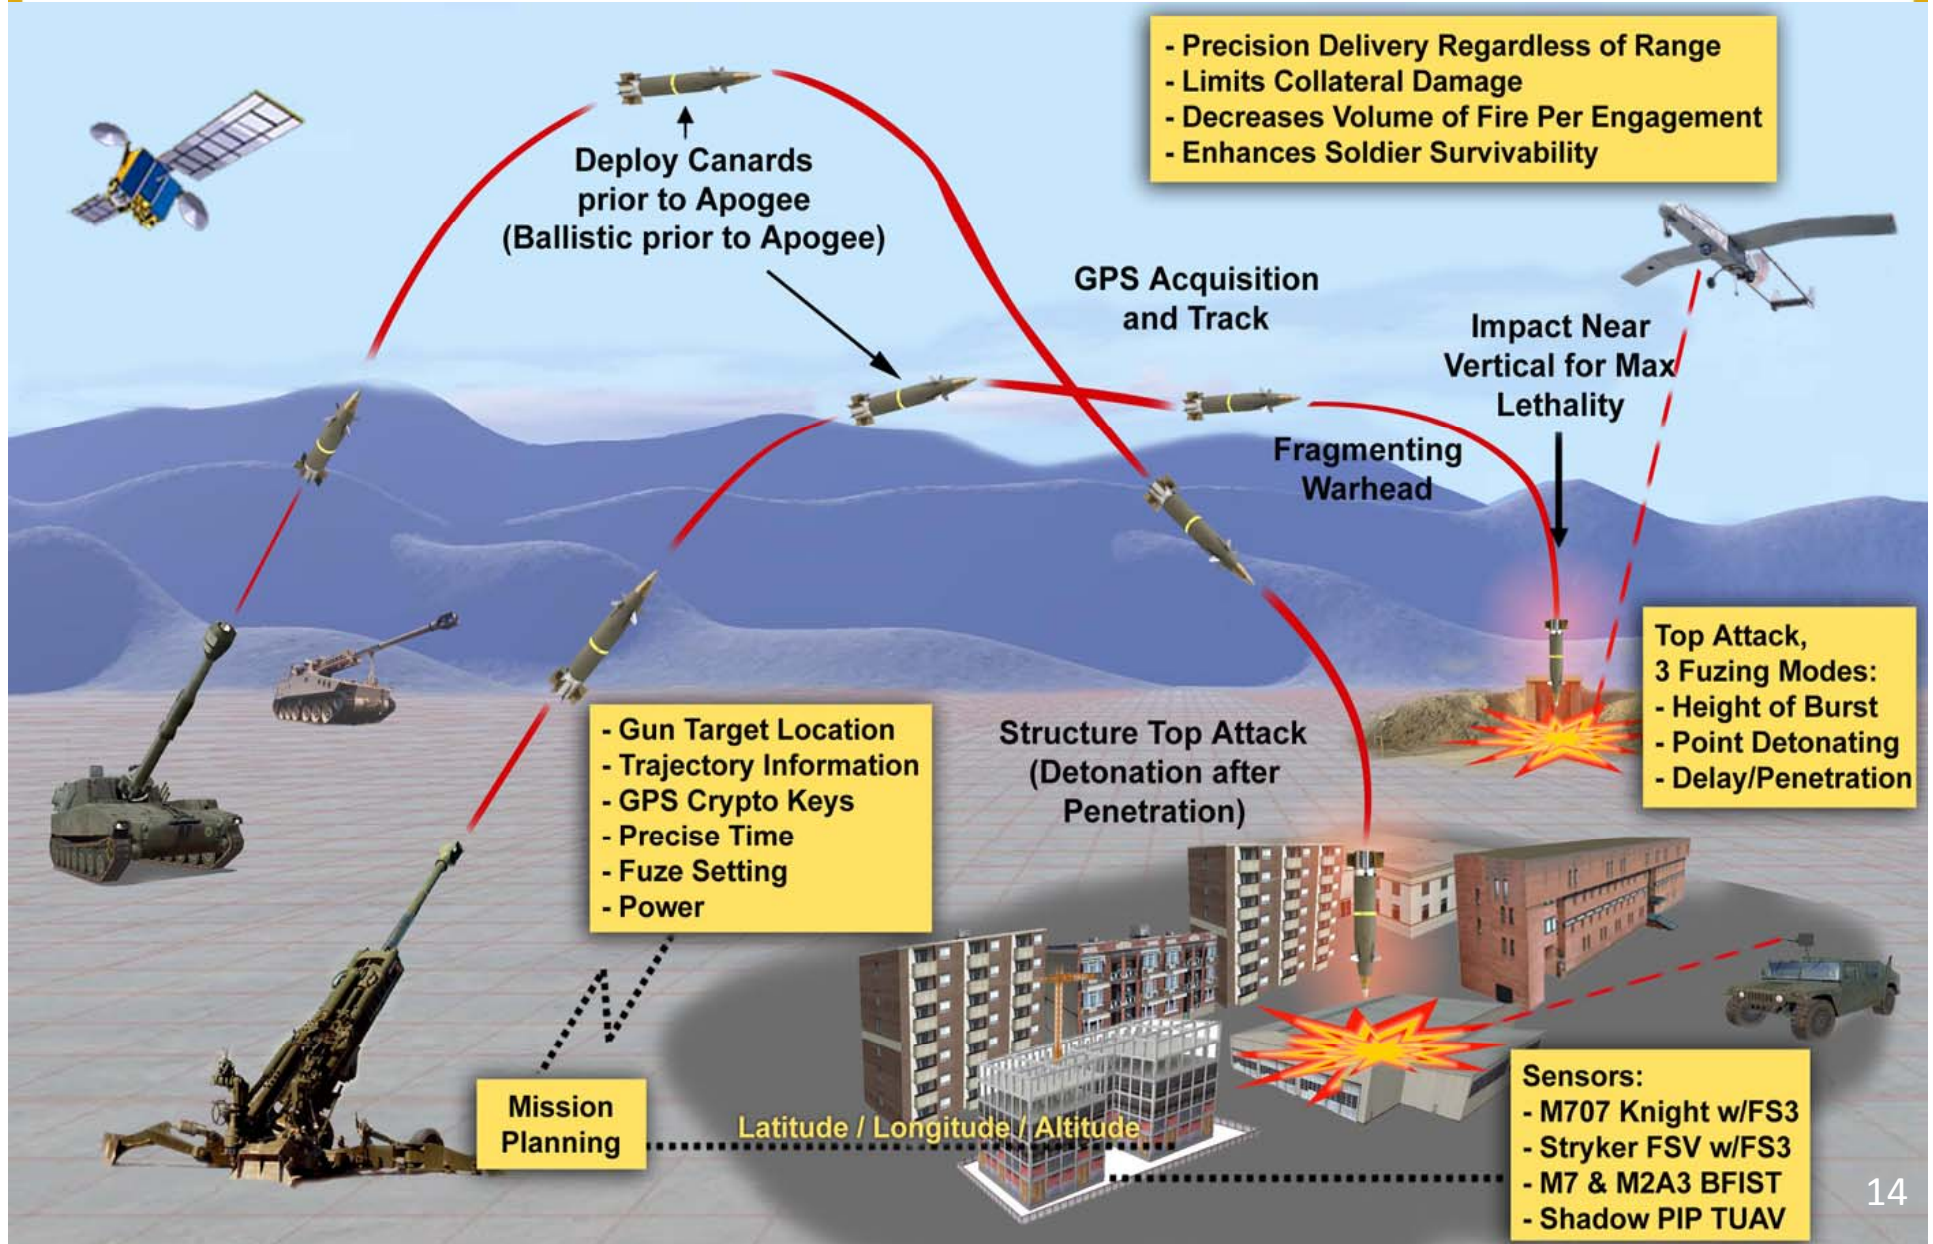 - Precision Delivery Regardless of Range
- Limits Collateral Damage
- Decreases Volume of Fire Per Engagement
- Enhances Soldier Survivability
Deploy Canards
prior to Apogee
(Ballistic prior to Apogee)
GPS Acquisition
and Track
Impact Near
Vertical for Max
Lethality
Fragmenting
Warhead
Top Attack,
3 Fuzing Modes:
- Height of Burst
- Point Detonating
- Delay/Penetration
- Gun Target Location
- Trajectory Information
- GPS Crypto Keys
- Precise Time
- Fuze Setting
- Power
Structure Top Attack
(Detonation after
Penetration)
Mission
Planning
Latitude / Longitude / Altitude
Sensors:
- M707 Knight w/FS3
- Stryker FSV w/FS3
- M7 & M2A3 BFIST
- Shadow PIP TUAV
14